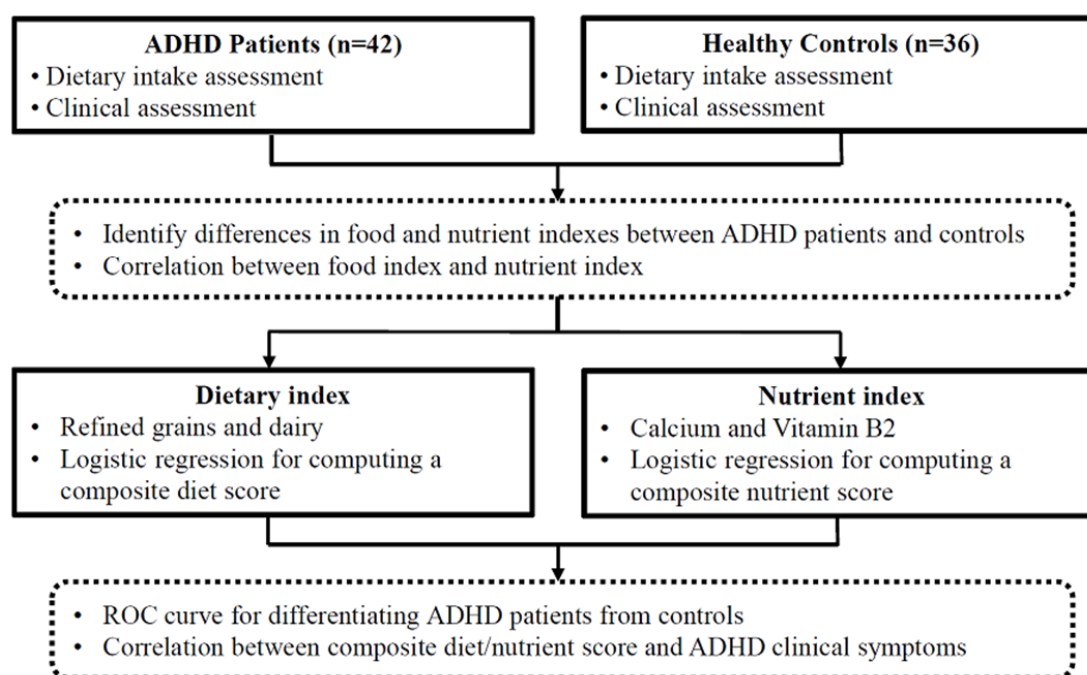 ADHD Patients (n=42)
• Dietary intake assessment
• Clinical assessment
Healthy Controls (n=36)
• Dietary intake assessment
• Clinical assessment
• Identify differences in food and nutrient indexes between ADHD patients and controls
• Correlation between food index and nutrient index
Dietary index
• Refined grains and dairy
• Logistic regression for computing a
composite diet score
Nutrient index
• Calcium and Vitamin B2
• Logistic regression for computing a
composite nutrient score
• ROC curve for differentiating ADHD patients from controls
• Correlation between composite diet/nutrient score and ADHD clinical symptoms